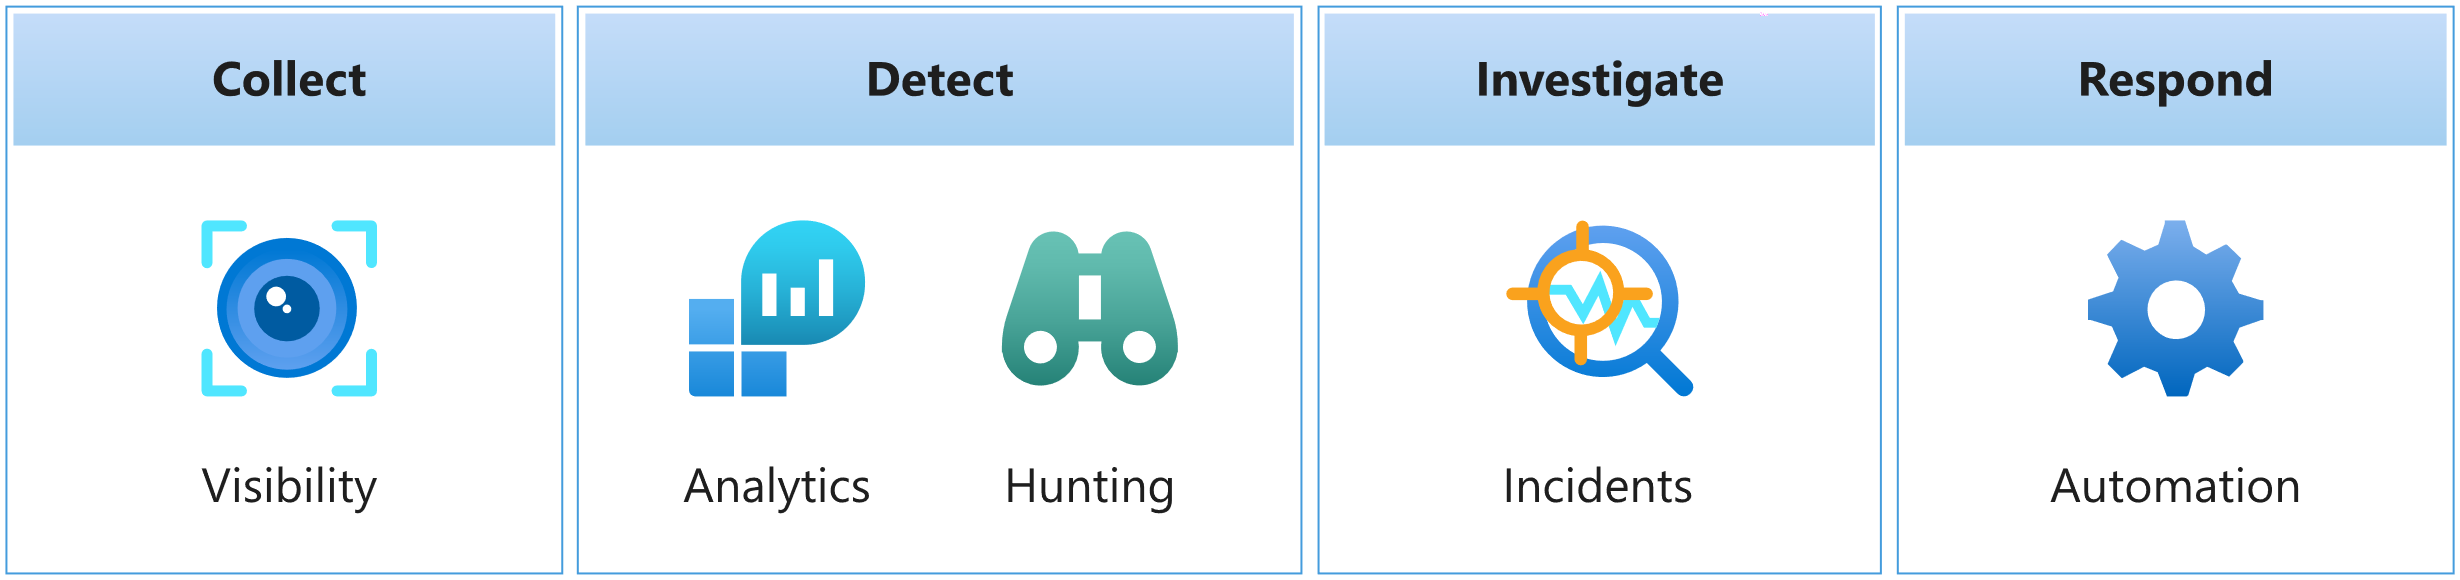 Collect
Visibility
Detect
Analytics
Hunting
Investigate
Incidents
Respond
Automation